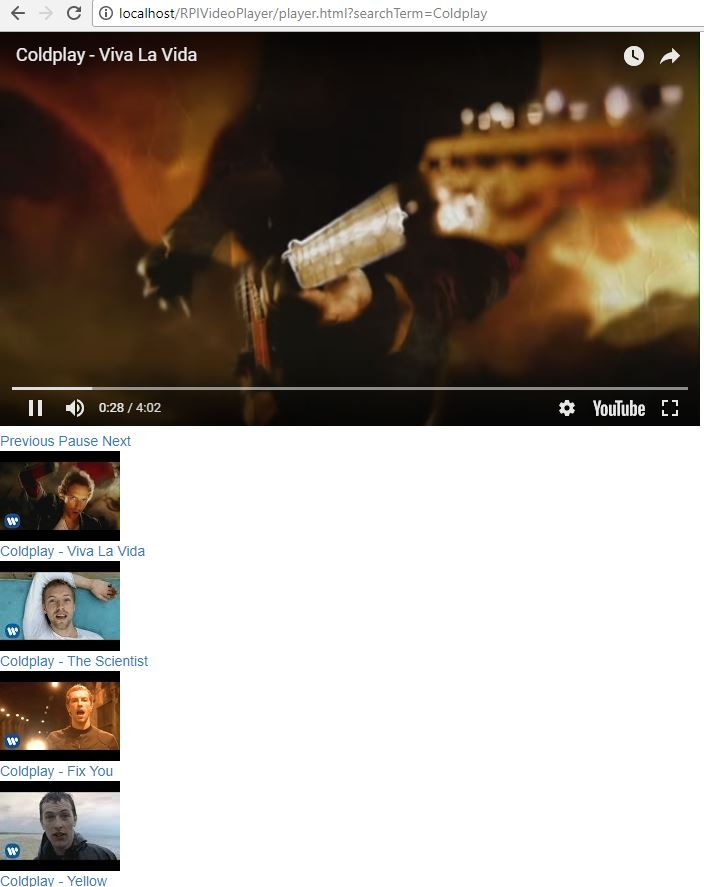 localhost/RPIVideoPlayer/player.html?searchTerm=Coldplay
Coldplay - Viva La Vida
0:28 / 4:02
YouTube
Previous Pause Next
W
Coldplay - Viva La Vida
W
Coldplay - The Scientist
W
Coldplay - Fix You
W
Coldplay - Yellow